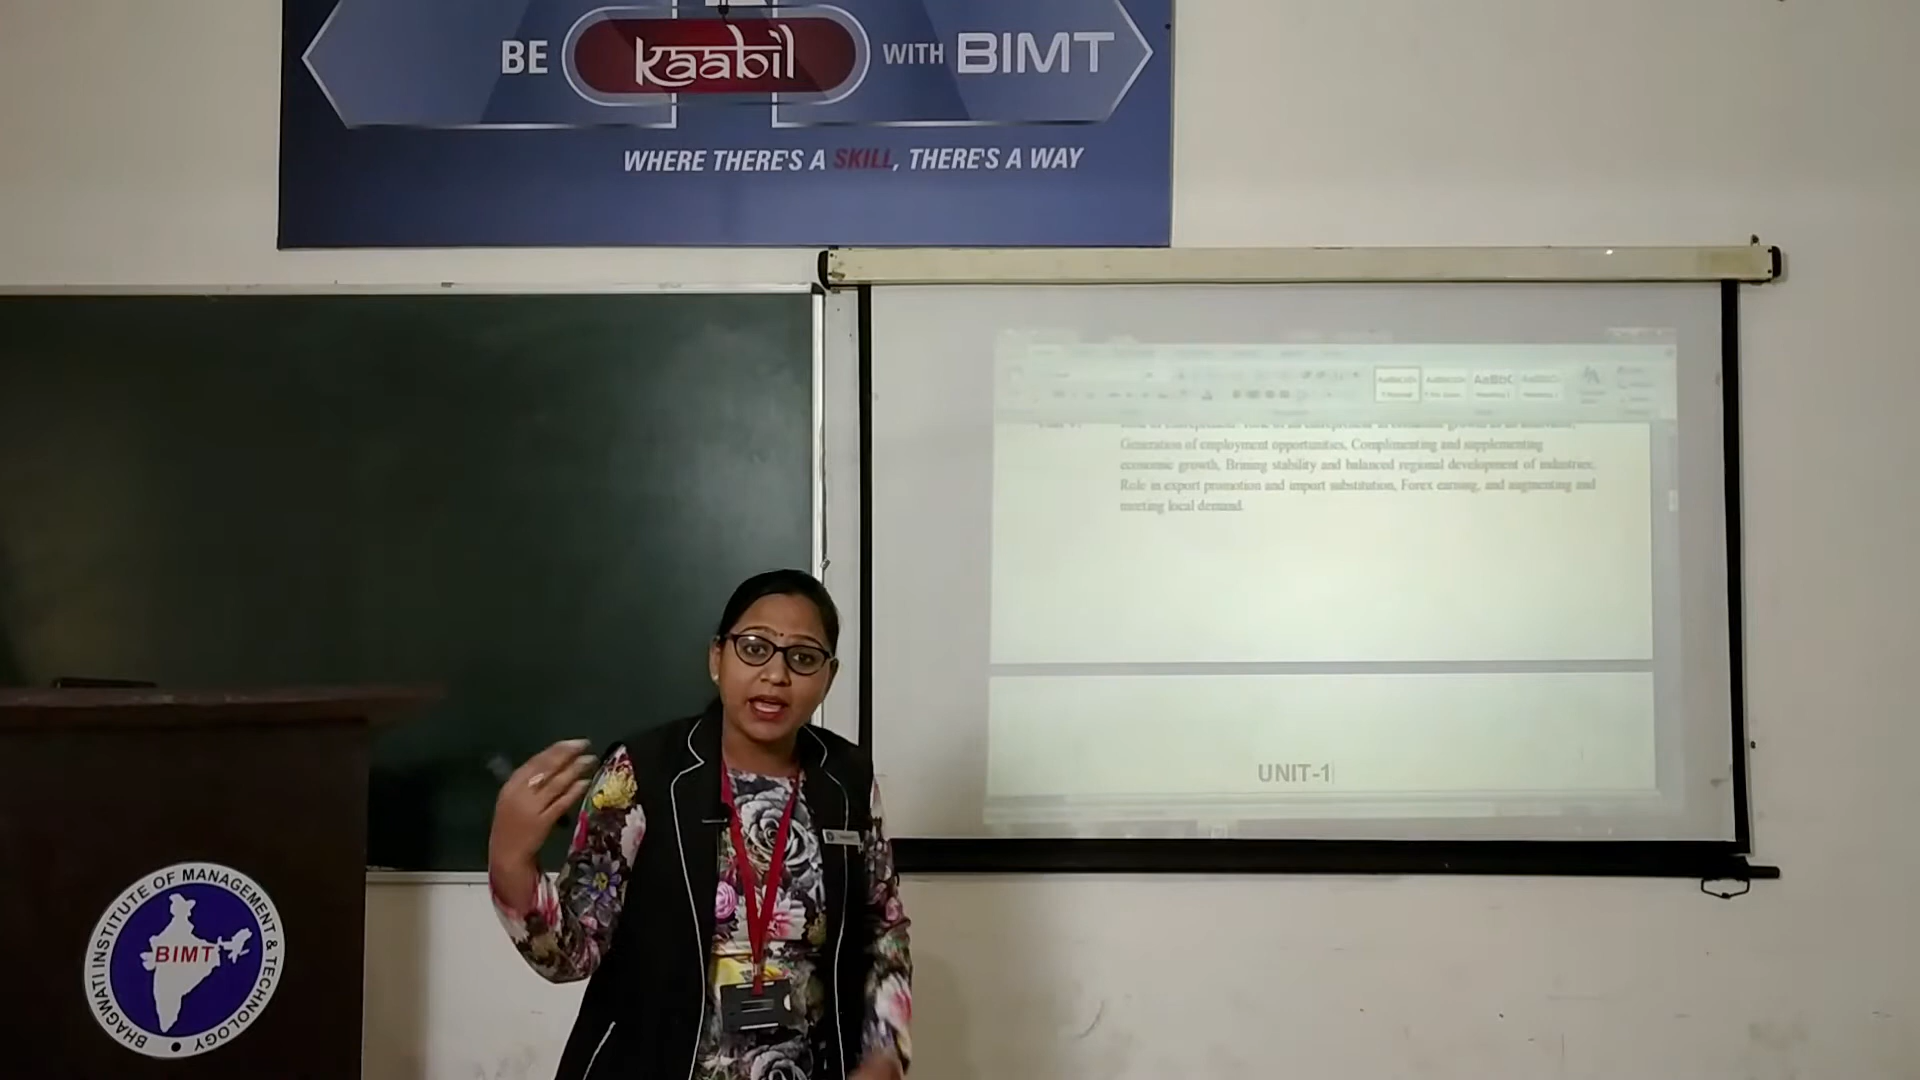 BE kaabil WITH BIMT
WHERE THERE'S A SKILL, THERE'S A WAY
Generation of employment opportunities, Complimenting and supplementing
economic growth, Brining stability and balanced regional development of industries,
Role in export promotion and import substitution, Forex earning, and augmenting and
meeting local demand.
UNIT-1
BHAGWATI INSTITUTE OF MANAGEMENT & TECHNOLOGY
BIMT